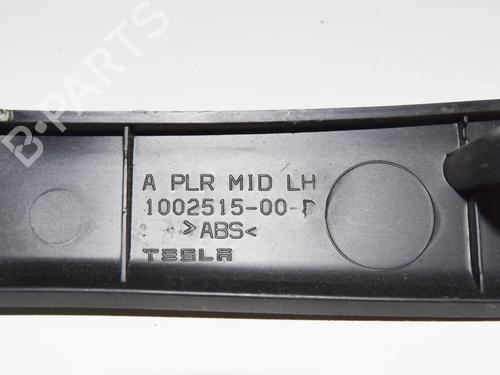 B-PARTS
A PLR MID LH
1002515-00-
>ABS<
TESLA